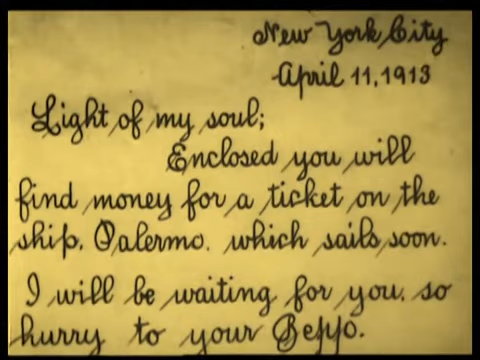 New York City
April 11, 1913
Light of my soul;
Enclosed you will
find money for a ticket on the
ship, Palermo, which sails soon.
I will be waiting for you, so
hurry to your Beppo.